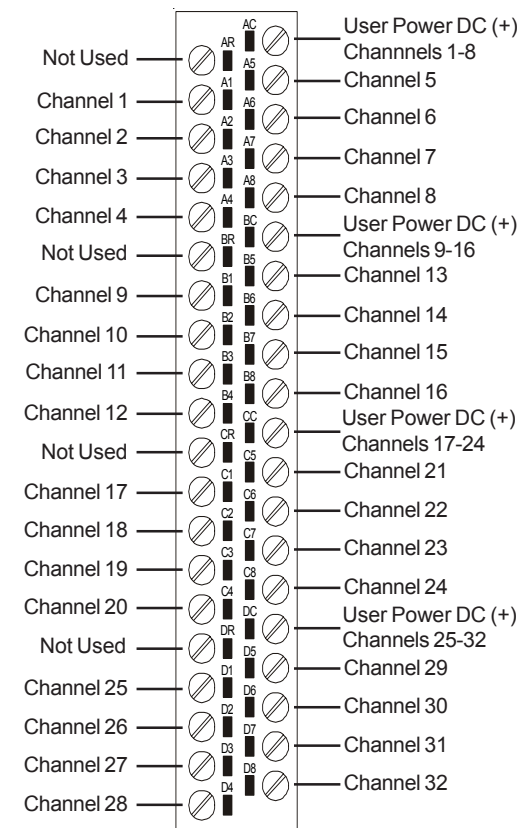 AC
User Power DC (+)
Channnels 1-8
AR
Not Used
A5
Channel 5
A1
Channel 1
A6
Channel 6
A2
Channel 2
A7
Channel 7
A3
Channel 3
A8
Channel 8
A4
Channel 4
BC
User Power DC (+)
Channels 9-16
BR
Not Used
B5
Channel 13
B1
Channel 9
B6
Channel 14
B2
Channel 10
B7
Channel 15
B3
Channel 11
B8
Channel 16
B4
Channel 12
CC
User Power DC (+)
Channels 17-24
CR
Not Used
C5
Channel 21
C1
Channel 17
C6
Channel 22
C2
Channel 18
C7
Channel 23
C3
Channel 19
C8
Channel 24
C4
Channel 20
DC
User Power DC (+)
Channels 25-32
DR
Not Used
D5
Channel 29
D1
Channel 25
D6
Channel 30
D2
Channel 26
D7
Channel 31
D3
Channel 27
D8
Channel 32
D4
Channel 28